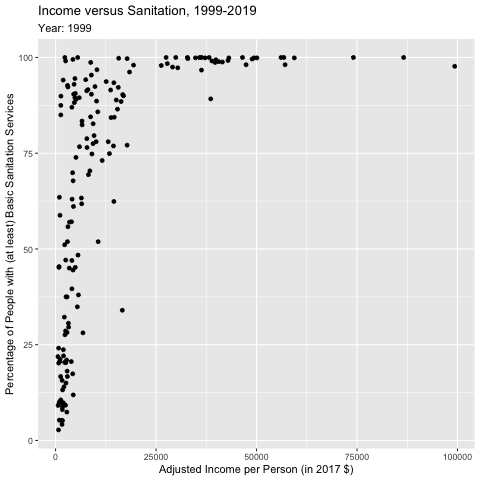 Income versus Sanitation, 1999-2019
Year: 1999
Percentage of People with (at least) Basic Sanitation Services
100
75
50
25
0
0 25000 50000 75000 100000
Adjusted Income per Person (in 2017 $)